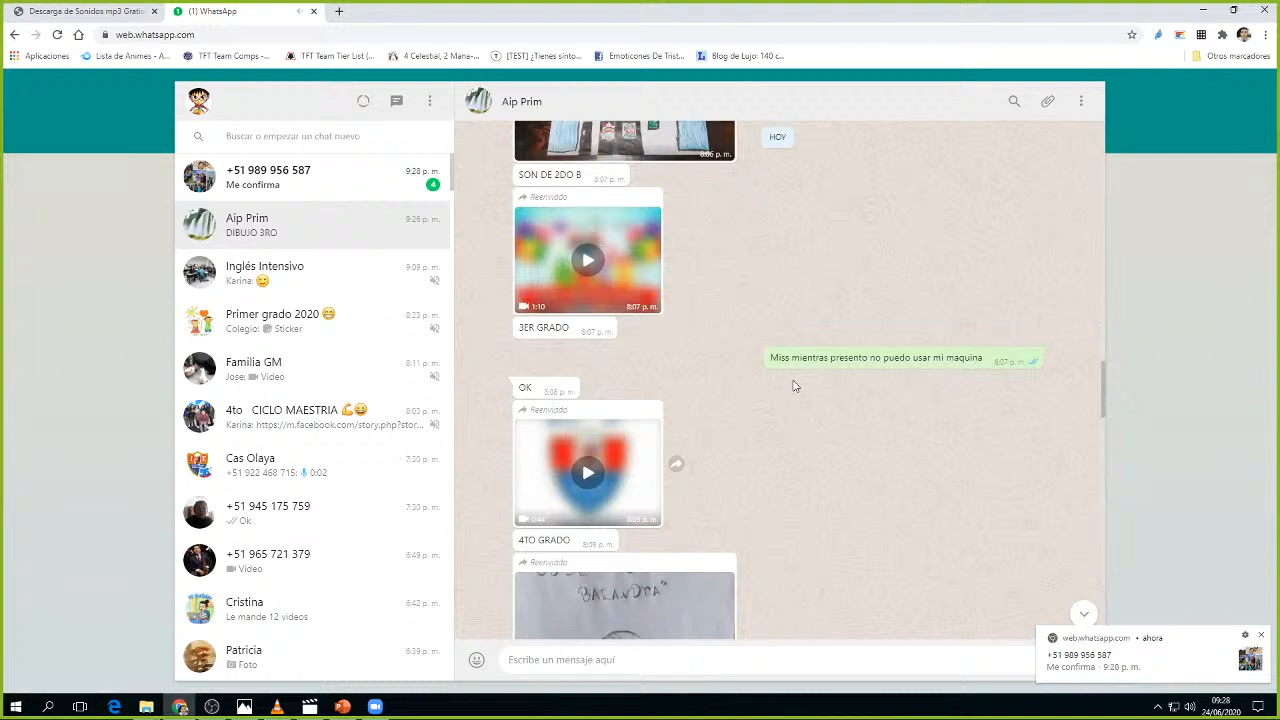 Descarga de Sonidos mp3 Gratis
(1) WhatsApp
web.whatsapp.com
Aplicaciones
Lista de Animes - A...
TFT Team Comps -...
TFT Team Tier List (...
4 Celestial, 2 Mana-...
[TEST] ¿Tienes sínto...
Emoticones De Trist...
Blog de Lujo: 140 c...
Otros marcadores
Buscar o empezar un chat nuevo
+51 989 956 587
9:28 p. m.
Me confirma
4
Aip Prim
9:26 p. m.
DIBUJO 3RO
Inglés Intensivo
9:09 p. m.
Karina: 😊
Primer grado 2020 😁
8:23 p. m.
Colegio: Sticker
Familia GM
8:11 p. m.
Jose: Video
4to CICLO MAESTRIA 💪😄
8:03 p. m.
Karina: https://m.facebook.com/story.php?stor...
Cas Olaya
7:30 p. m.
+51 922 468 715: 0:02
+51 945 175 759
7:30 p. m.
Ok
+51 965 721 379
6:49 p. m.
Video
Cristina
6:42 p. m.
Le mande 12 videos
Patricia
6:39 p. m.
Foto
Aip Prim
HOY
8:06 p. m.
SON DE 2DO B
8:07 p. m.
Reenviado
1:10
8:07 p. m.
3ER GRADO
8:07 p. m.
Miss mientras presento no puedo usar mi maquina
8:07 p. m.
OK
8:08 p. m.
Reenviado
0:44
8:09 p. m.
4TO GRADO
8:09 p. m.
Reenviado
BALANDRA"
Escribe un mensaje aquí
web.whatsapp.com • ahora
+51 989 956 587
Me confirma - 9:28 p. m.
09:28
24/06/2020